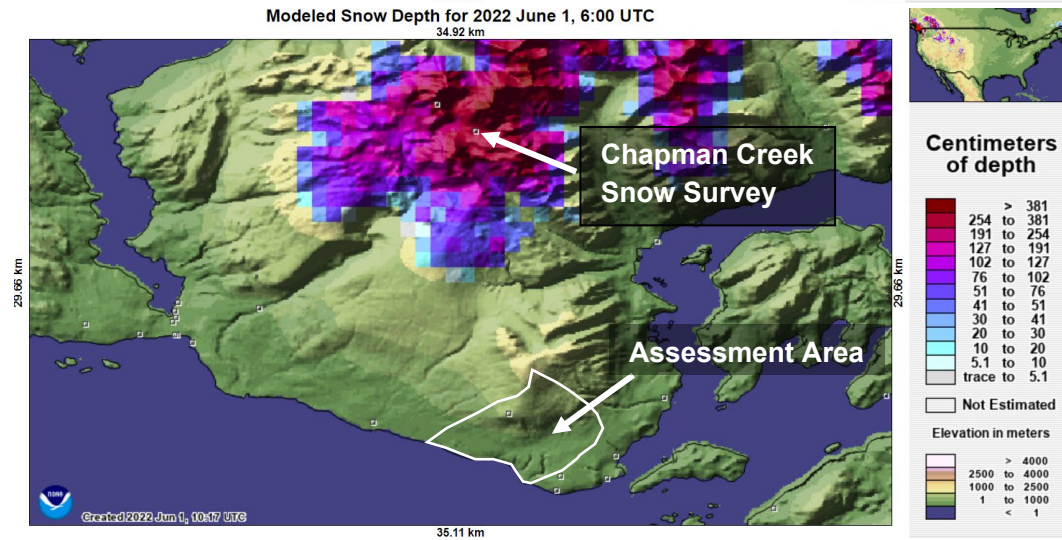 Modeled Snow Depth for 2022 June 1, 6:00 UTC
34.92 km
29.66 km
Chapman Creek
Snow Survey
Assessment Area
29.66 km
NOAA
Created 2022 Jun 1, 10:17 UTC
35.11 km
Centimeters
of depth
> 381
254 to 381
191 to 254
127 to 191
102 to 127
76 to 102
51 to 76
41 to 51
30 to 41
20 to 30
10 to 20
5.1 to 10
trace to 5.1
Not Estimated
Elevation in meters
> 4000
2500 to 4000
1000 to 2500
1 to 1000
< 1